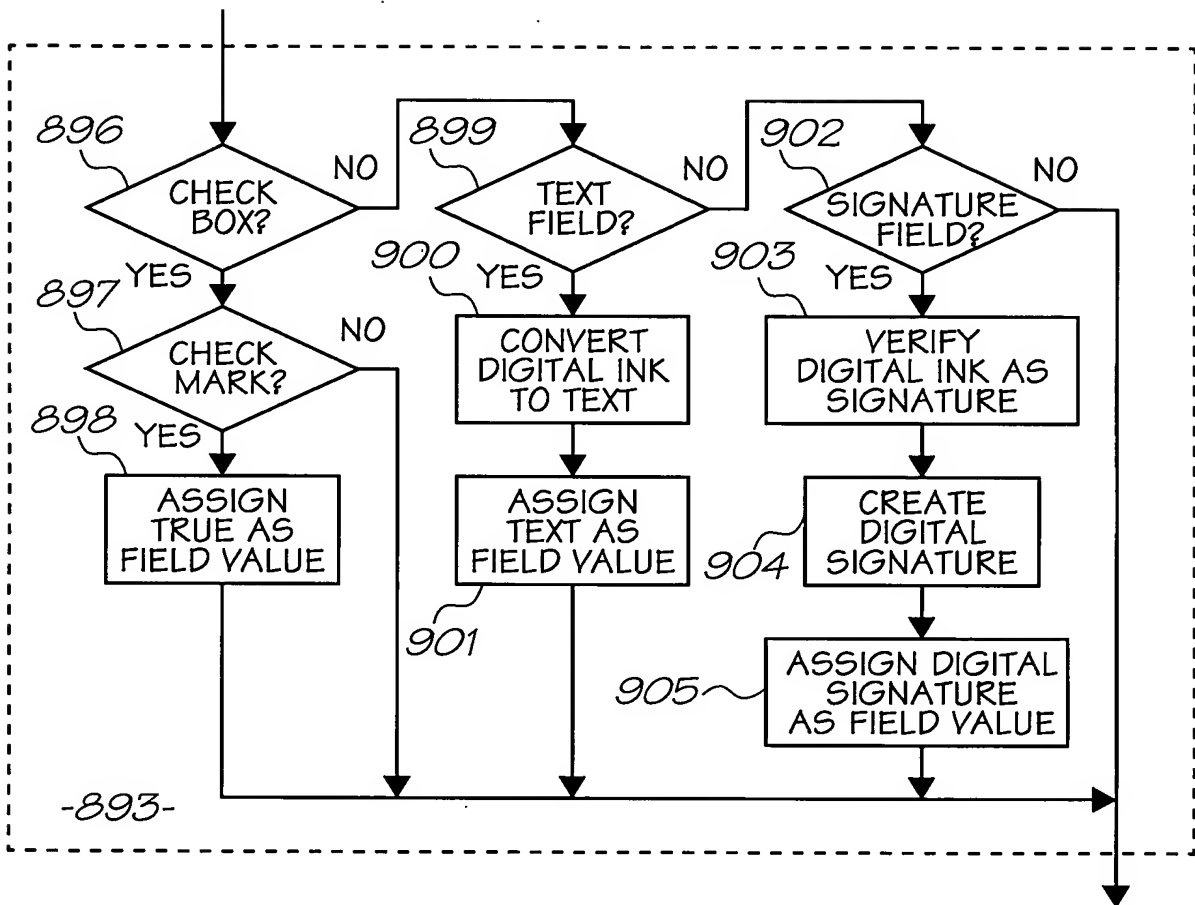 896
CHECK
BOX?
NO
YES
897
CHECK
MARK?
NO
YES
898
ASSIGN
TRUE AS
FIELD VALUE
899
TEXT
FIELD?
NO
YES
900
CONVERT
DIGITAL INK
TO TEXT
ASSIGN
TEXT AS
FIELD VALUE
901
902
SIGNATURE
FIELD?
NO
YES
903
VERIFY
DIGITAL INK AS
SIGNATURE
CREATE
DIGITAL
SIGNATURE
904
ASSIGN DIGITAL
SIGNATURE
AS FIELD VALUE
905
-893-